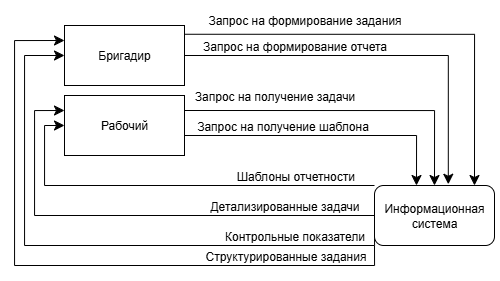 Запрос на формирование задания
Запрос на формирование отчета
Бригадир
Запрос на получение задачи
Рабочий
Запрос на получение шаблона
Шаблоны отчетности
Детализированные задачи
Информационная
система
Контрольные показатели
Структурированные задания